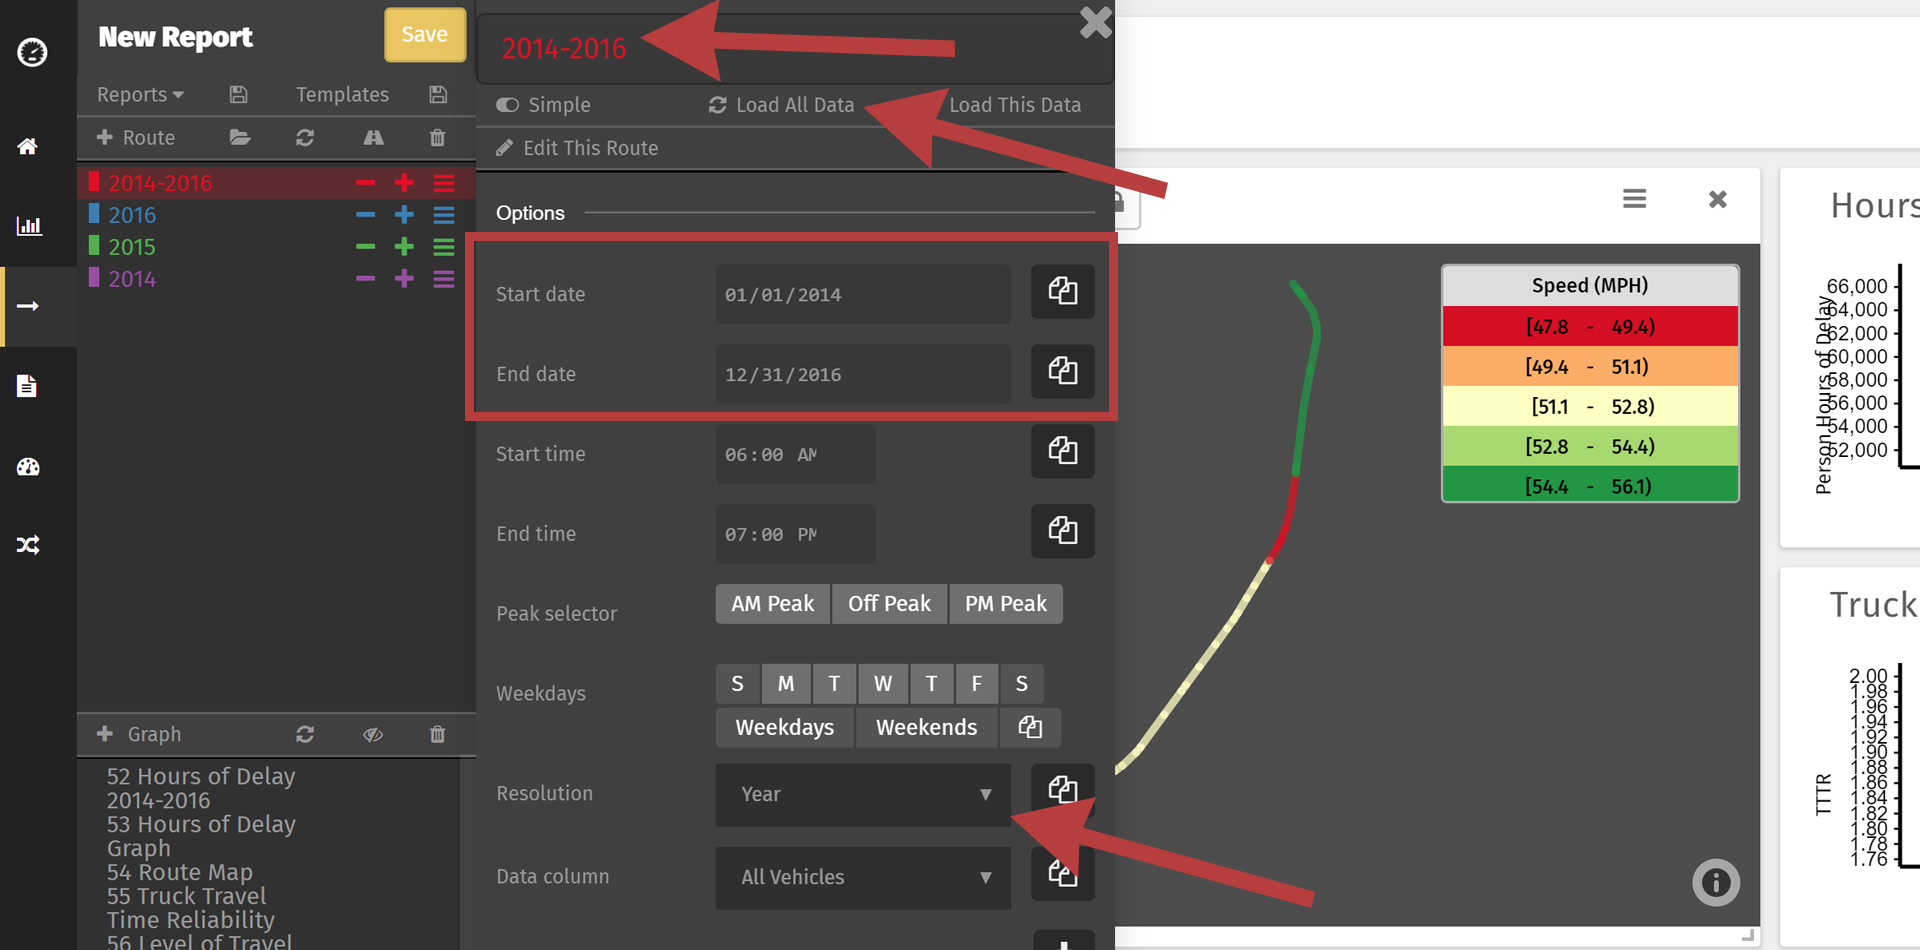 New Report
Save
Reports
Templates
Route
2014-2016
2016
2015
2014
Graph
52 Hours of Delay
2014-2016
53 Hours of Delay
Graph
54 Route Map
55 Truck Travel
Time Reliability
56 Level of Travel
2014-2016
Simple
Load All Data
Load This Data
Edit This Route
Options
Start date
01/01/2014
End date
12/31/2016
Start time
06:00 AM
End time
07:00 PM
Peak selector
AM Peak
Off Peak
PM Peak
Weekdays
S M T W T F S
Weekdays
Weekends
Resolution
Year
Data column
All Vehicles
Speed (MPH)
[47.8 - 49.4)
[49.4 - 51.1)
[51.1 - 52.8)
[52.8 - 54.4)
[54.4 - 56.1)
Hours
Person Hours of Delay
66,000
64,000
62,000
60,000
58,000
56,000
54,000
52,000
Truck
TTTR
2.00
1.98
1.96
1.94
1.92
1.90
1.88
1.86
1.84
1.82
1.80
1.78
1.76